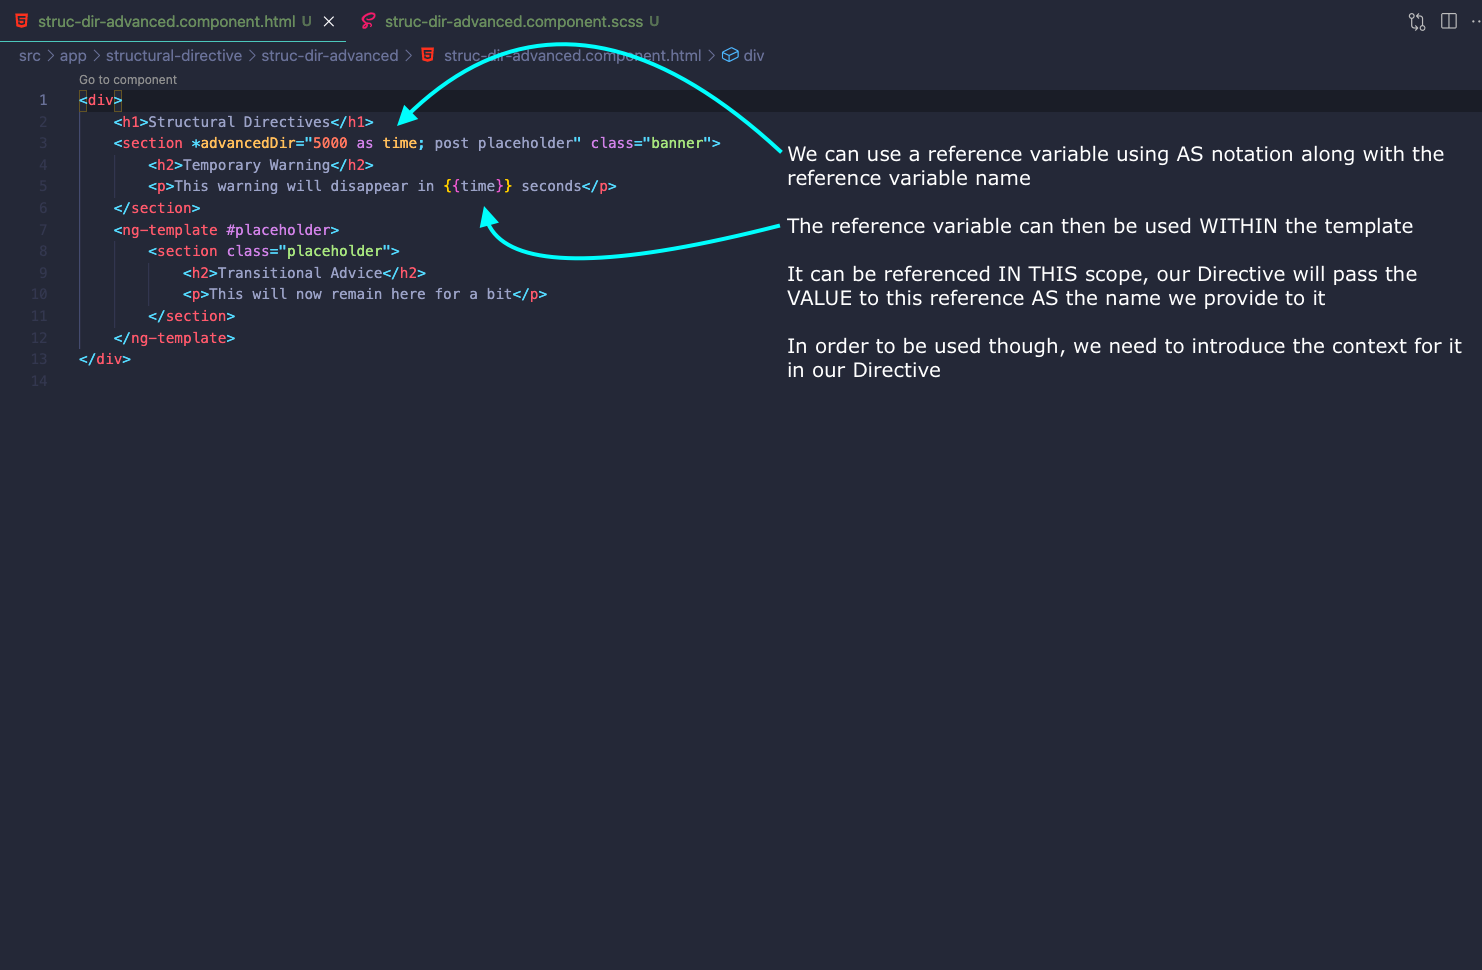 struc-dir-advanced.component.html U
struc-dir-advanced.component.scss U
src > app > structural-directive > struc-dir-advanced > struc-dir-advanced.component.html > div
Go to component
1 <div>
2 <h1>Structural Directives</h1>
3 <section *advancedDir="5000 as time; post placeholder" class="banner">
4 <h2>Temporary Warning</h2>
5 <p>This warning will disappear in {{time}} seconds</p>
6 </section>
7 <ng-template #placeholder>
8 <section class="placeholder">
9 <h2>Transitional Advice</h2>
10 <p>This will now remain here for a bit</p>
11 </section>
12 </ng-template>
13 </div>
14
We can use a reference variable using AS notation along with the
reference variable name
The reference variable can then be used WITHIN the template
It can be referenced IN THIS scope, our Directive will pass the
VALUE to this reference AS the name we provide to it
In order to be used though, we need to introduce the context for it
in our Directive